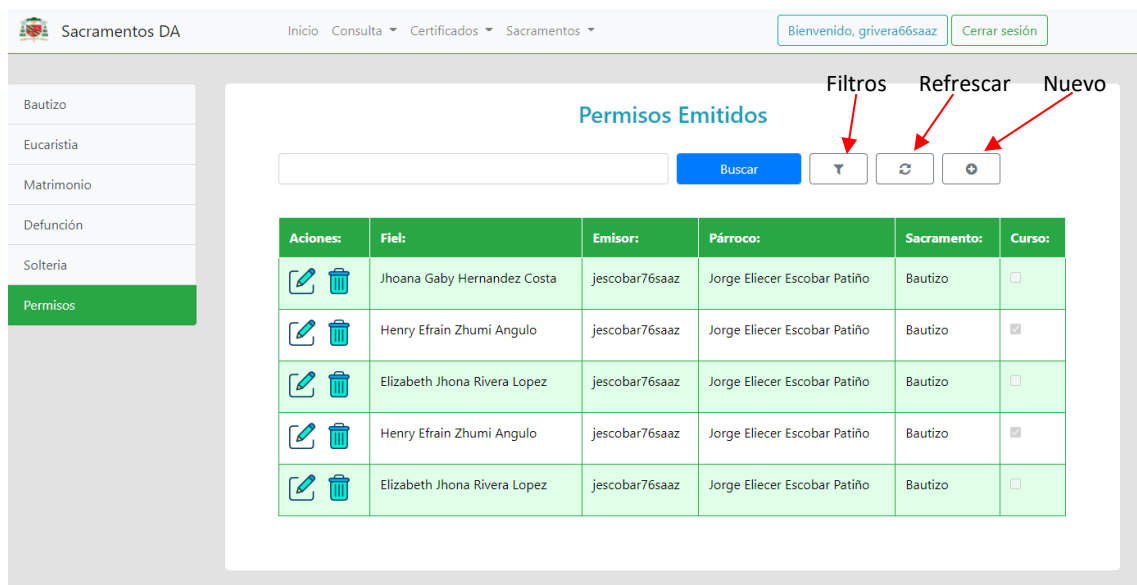 Sacramentos DA
Inicio Consulta Certificados Sacramentos
Bienvenido, grivera66saaz
Cerrar sesión
Bautizo
Eucaristia
Matrimonio
Defunción
Solteria
Permisos
Filtros Refrescar Nuevo
Permisos Emitidos
Buscar
Aciones: Fiel: Emisor: Párroco: Sacramento: Curso:
Jhoana Gaby Hernandez Costa jescobar76saaz Jorge Eliecer Escobar Patiño Bautizo
Henry Efrain Zhumi Angulo jescobar76saaz Jorge Eliecer Escobar Patiño Bautizo
Elizabeth Jhona Rivera Lopez jescobar76saaz Jorge Eliecer Escobar Patiño Bautizo
Henry Efrain Zhumi Angulo jescobar76saaz Jorge Eliecer Escobar Patiño Bautizo
Elizabeth Jhona Rivera Lopez jescobar76saaz Jorge Eliecer Escobar Patiño Bautizo